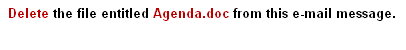 Delete the file entitled Agenda.doc from this e-mail message.